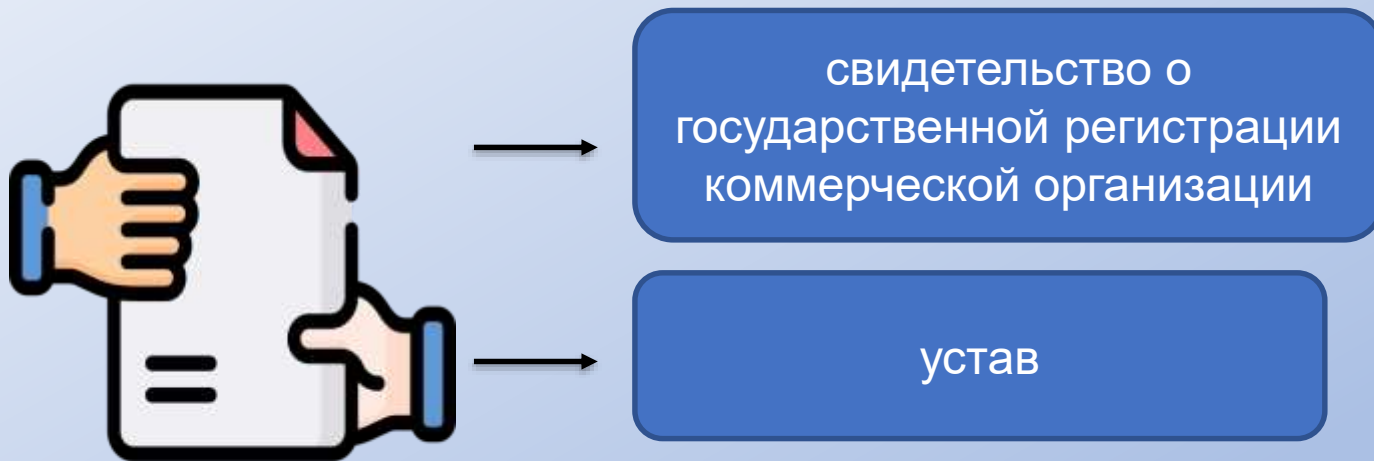 свидетельство о
государственной регистрации
коммерческой организации
устав